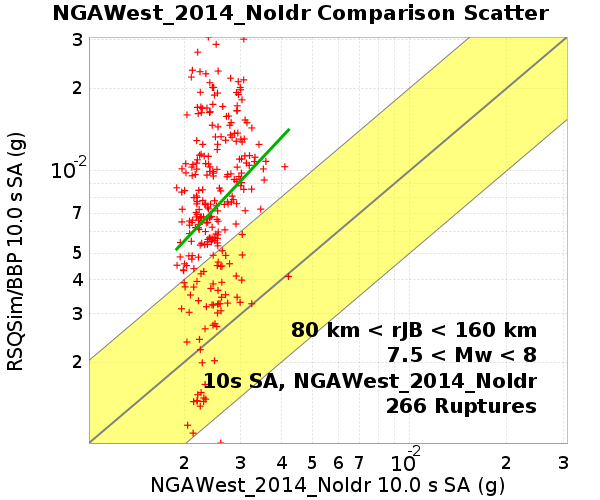 NGAWest_2014_NoIdr Comparison Scatter
RSQSim/BBP 10.0 s SA (g)
3
2
10-2
7
5
4
3
2
80 km < rJB < 160 km
7.5 < Mw < 8
10s SA, NGAWest_2014_NoIdr
266 Ruptures
2 3 4 5 6 7 10-2 2 3
NGAWest_2014_NoIdr 10.0 s SA (g)